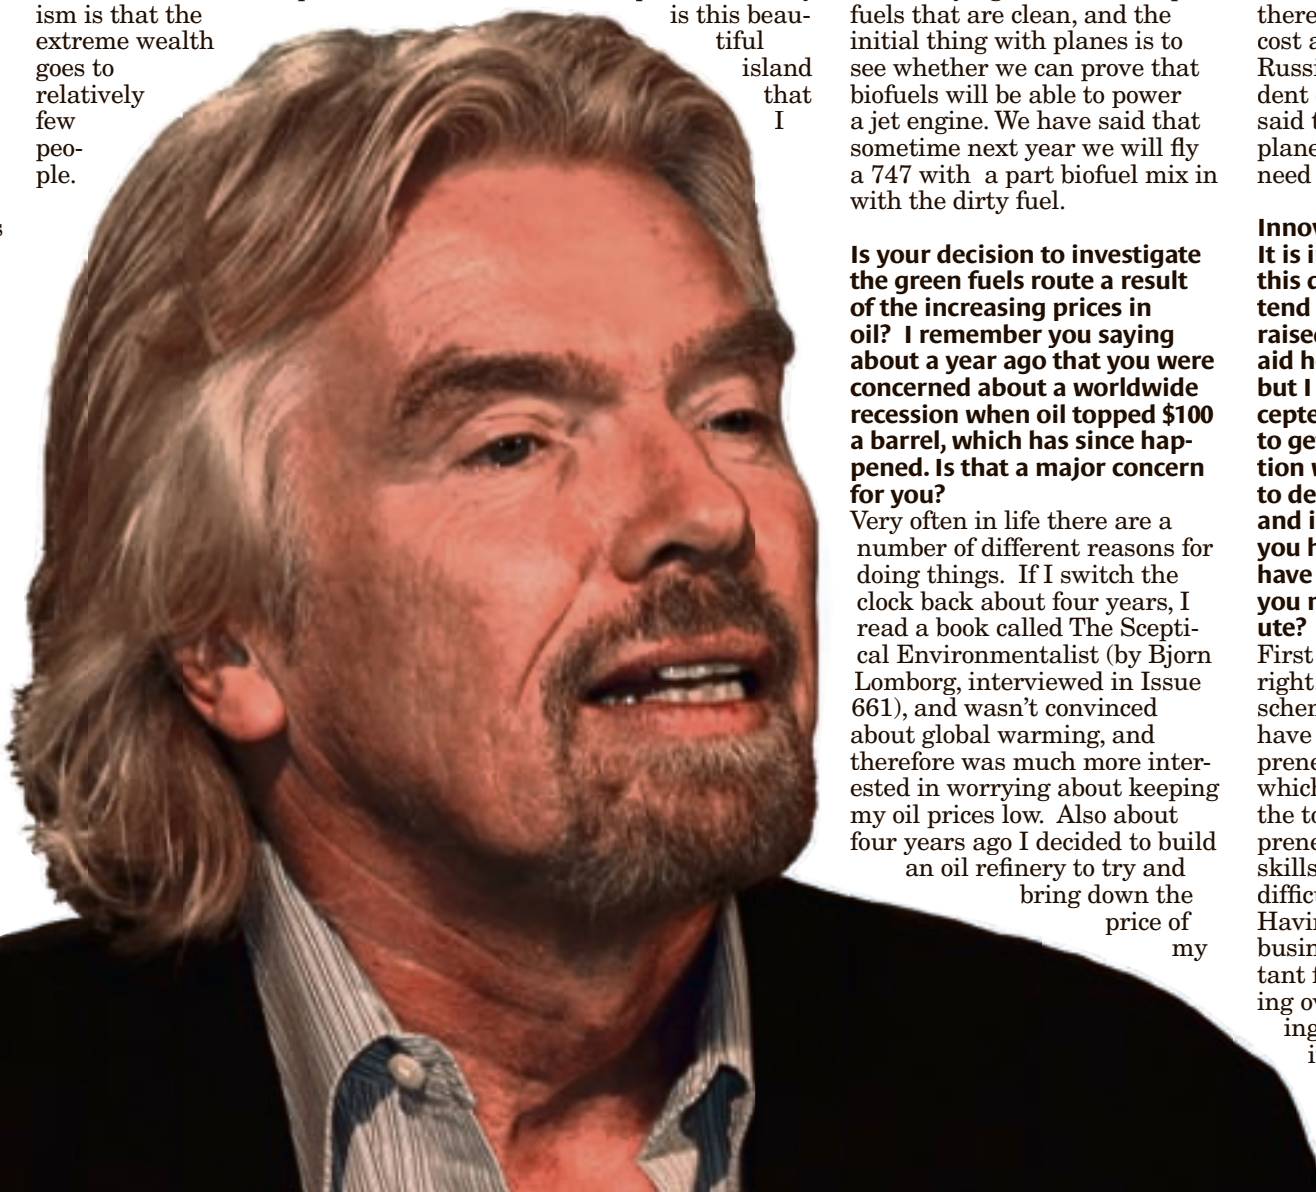 ism is that the
extreme wealth
goes to
relatively
few
peo-
ple.
is this beau-
tiful
island
that
I
fuels that are clean, and the
initial thing with planes is to
see whether we can prove that
biofuels will be able to power
a jet engine. We have said that
sometime next year we will fly
a 747 with  a part biofuel mix in
with the dirty fuel.
Is your decision to investigate
the green fuels route a result
of the increasing prices in
oil?  I remember you saying
about a year ago that you were
concerned about a worldwide
recession when oil topped $100
a barrel, which has since hap-
pened. Is that a major concern
for you?
Very often in life there are a
number of different reasons for
doing things.  If I switch the
clock back about four years, I
read a book called The Scepti-
cal Environmentalist (by Bjorn
Lomborg, interviewed in Issue
661), and wasn't convinced
about global warming, and
therefore was much more inter-
ested in worrying about keeping
my oil prices low.  Also about
four years ago I decided to build
an oil refinery to try and
bring down the
price of
my
there
cost
Russi
dent
said
plane
need
Innov
It is
this
tend
raise
aid
but I
cepte
to ge
tion
to de
and
you
have
you
ute?
First
right
schem
have
prene
which
the
prene
skills
difficu
Havin
busin
tant
ing
ing